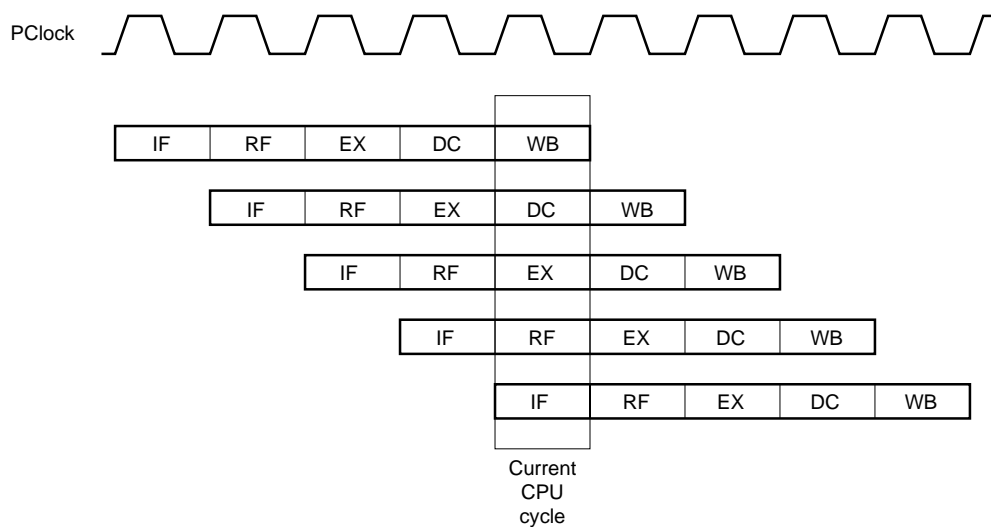 PClock
IF RF EX DC WB
IF RF EX DC WB
IF RF EX DC WB
IF RF EX DC WB
IF RF EX DC WB
Current
CPU
cycle